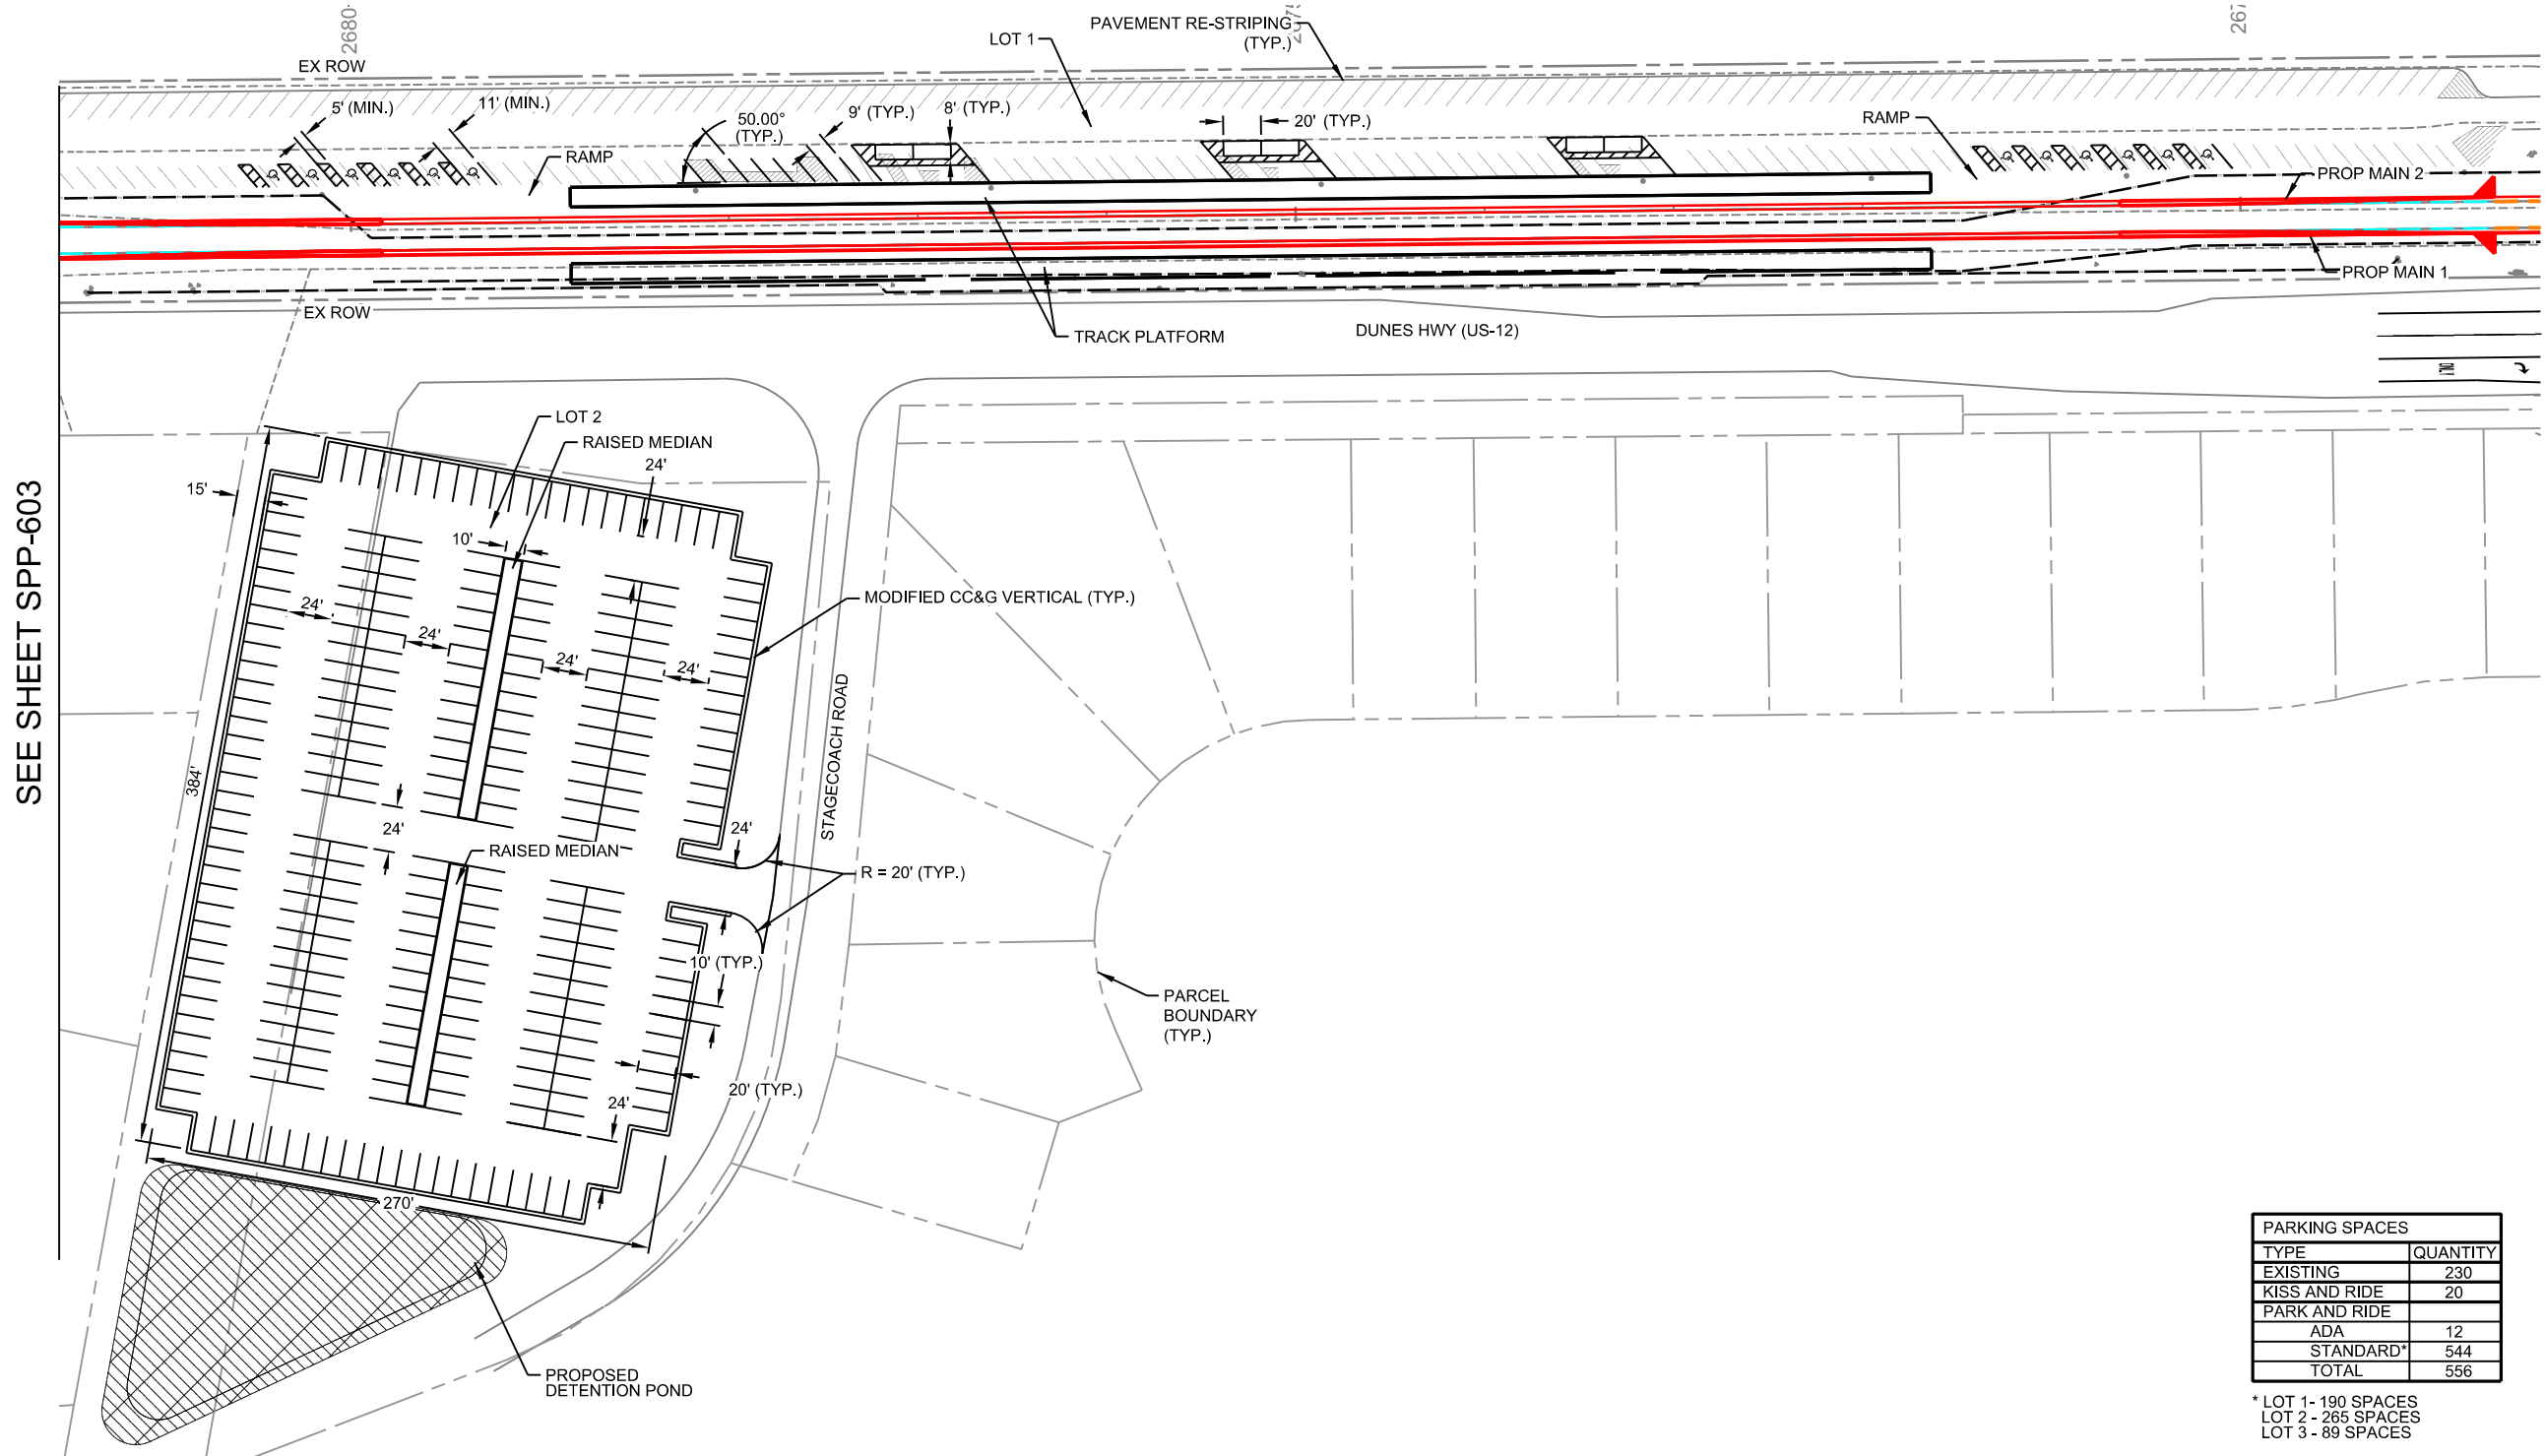 2680
PAVEMENT RE-STRIPING
(TYP.)
LOT 1
EX ROW
5' (MIN.)
11' (MIN.)
50.00°
(TYP.)
9' (TYP.)
8' (TYP.)
20' (TYP.)
RAMP
RAMP
PROP MAIN 2
PROP MAIN 1
EX ROW
TRACK PLATFORM
DUNES HWY (US-12)
ONLY
LOT 2
RAISED MEDIAN
24'
15'
10'
SEE SHEET SPP-603
24'
24'
24'
24'
MODIFIED CC&G VERTICAL (TYP.)
STAGECOACH ROAD
384'
24'
RAISED MEDIAN
24'
R = 20' (TYP.)
10' (TYP.)
PARCEL
BOUNDARY
(TYP.)
20' (TYP.)
24'
270'
PROPOSED
DETENTION POND
PARKING SPACES
TYPE QUANTITY
EXISTING 230
KISS AND RIDE 20
PARK AND RIDE
ADA 12
STANDARD* 544
TOTAL 556
* LOT 1- 190 SPACES
LOT 2 - 265 SPACES
LOT 3 - 89 SPACES